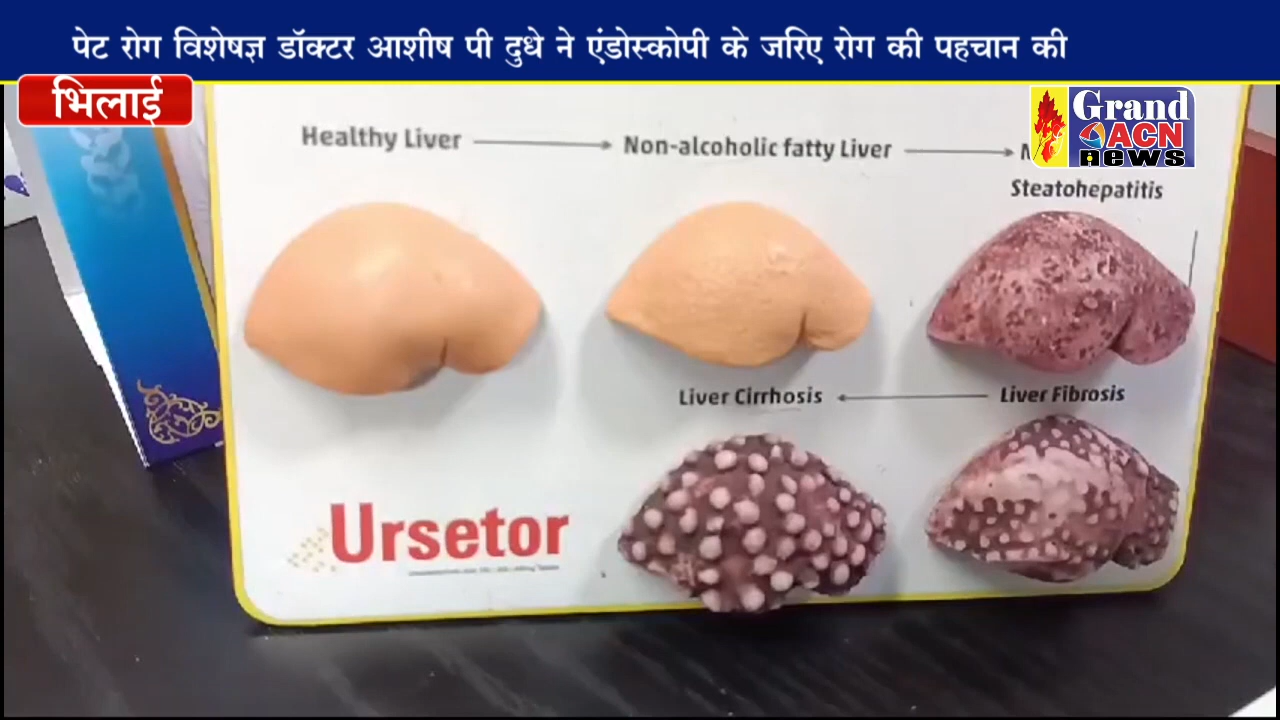 पेट रोग विशेषज्ञ डॉक्टर आशीष पी दुधे ने एंडोस्कोपी के जरिए रोग की पहचान की
भिलाई
Grand
ACN
news
Healthy Liver
Non-alcoholic fatty Liver
Steatohepatitis
Liver Cirrhosis
Liver Fibrosis
Ursetor